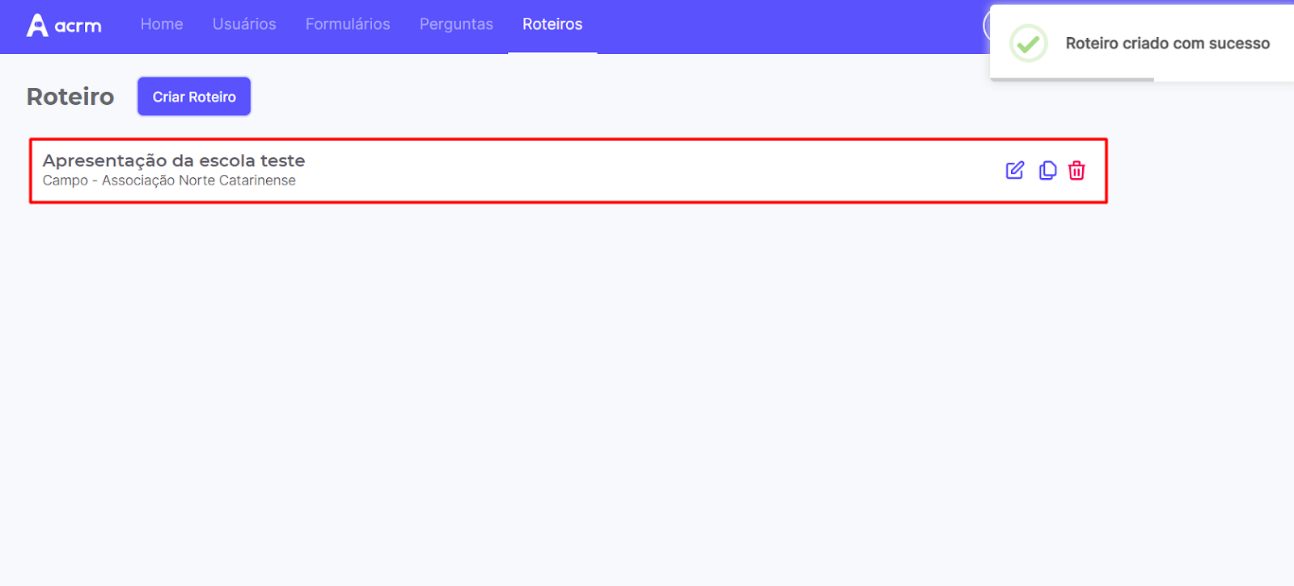 acrm Home Usuários Formulários Perguntas Roteiros
Roteiro criado com sucesso
Roteiro Criar Roteiro
Apresentação da escola teste
Campo - Associação Norte Catarinense